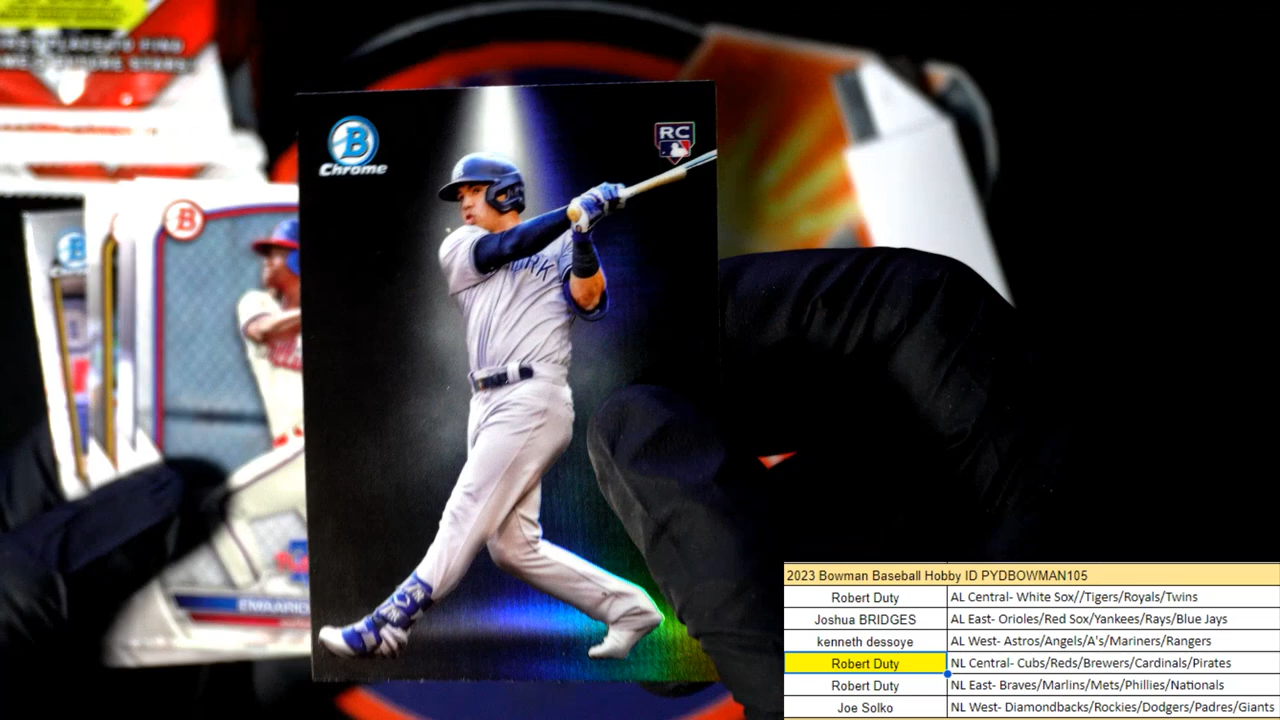 B
Chrome
RC
B
YORK
2023 Bowman Baseball Hobby ID PYDBOWMAN105
Robert Duty AL Central- White Sox//Tigers/Royals/Twins
Joshua BRIDGES AL East- Orioles/Red Sox/Yankees/Rays/Blue Jays
kenneth dessoye AL West- Astros/Angels/A's/Mariners/Rangers
Robert Duty NL Central- Cubs/Reds/Brewers/Cardinals/Pirates
Robert Duty NL East- Braves/Marlins/Mets/Phillies/Nationals
Joe Solko NL West- Diamondbacks/Rockies/Dodgers/Padres/Giants